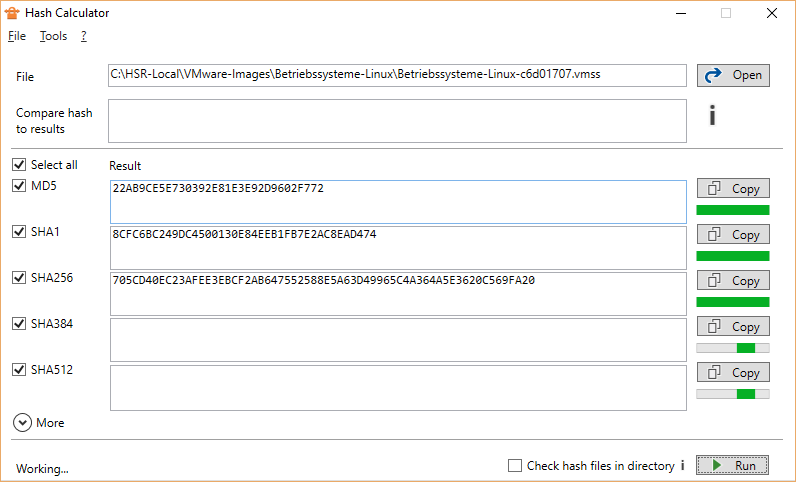 Hash Calculator
File Tools ?
File C:\HSR-Local\VMware-Images\Betriebssysteme-Linux\Betriebssysteme-Linux-c6d01707.vmss Open
Compare hash
to results
Select all Result
MD5 22AB9CE5E730392E81E3E92D9602F772 Copy
SHA1 8CFC6BC249DC4500130E84EEB1FB7E2AC8EAD474 Copy
SHA256 705CD40EC23AFEE3EBCF2AB647552588E5A63D49965C4A364A5E3620C569FA20 Copy
SHA384 Copy
SHA512 Copy
More
Working... Check hash files in directory i Run